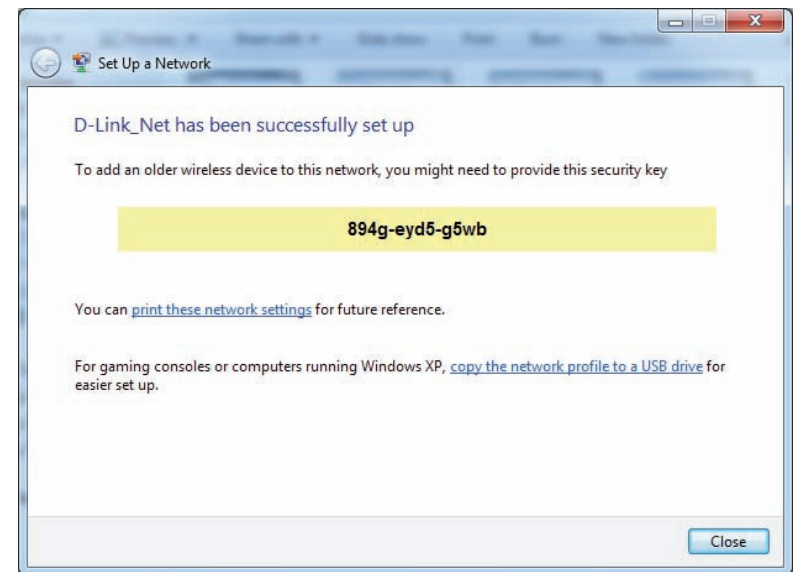 Set Up a Network
D-Link_Net has been successfully set up
To add an older wireless device to this network, you might need to provide this security key
894g-eyd5-g5wb
You can print these network settings for future reference.
For gaming consoles or computers running Windows XP, copy the network profile to a USB drive for
easier set up.
Close